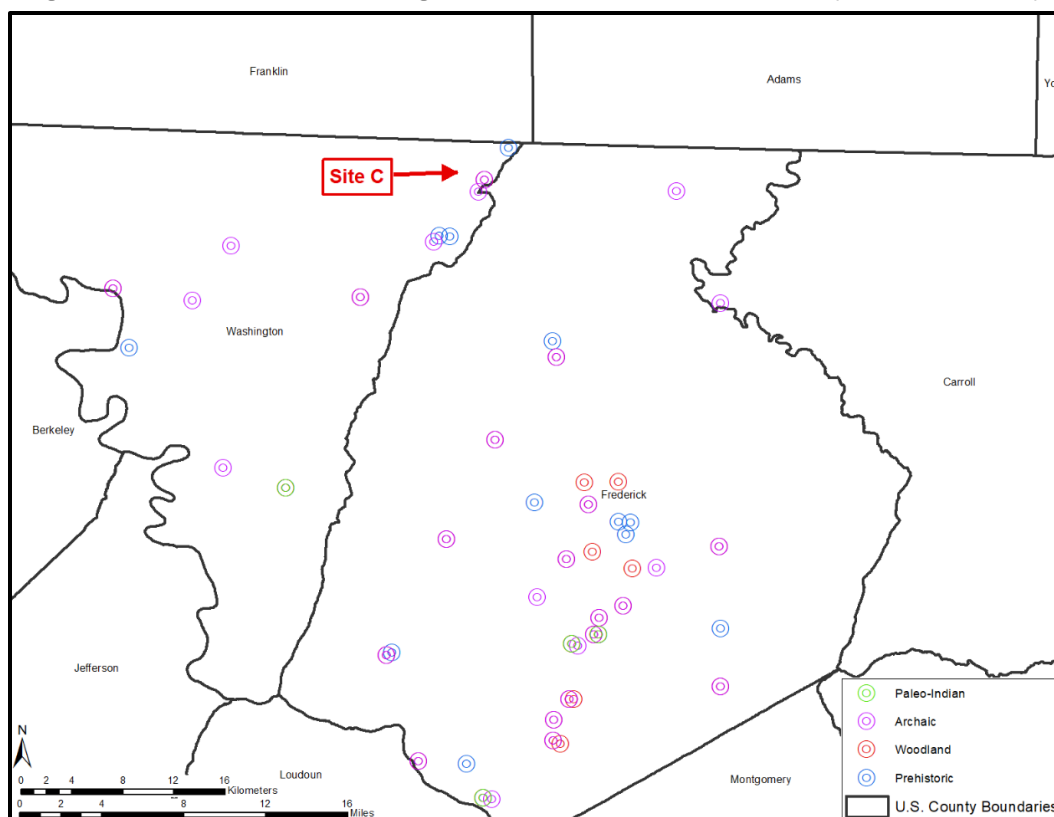 Franklin
Adams
Yo
Site C
Washington
Carroll
Berkeley
Frederick
Jefferson
Loudoun
Montgomery
N
0 2 4 8 12 16
Kilometers
0 2 4 8 12 16
Miles
Paleo-Indian
Archaic
Woodland
Prehistoric
U.S. County Boundaries